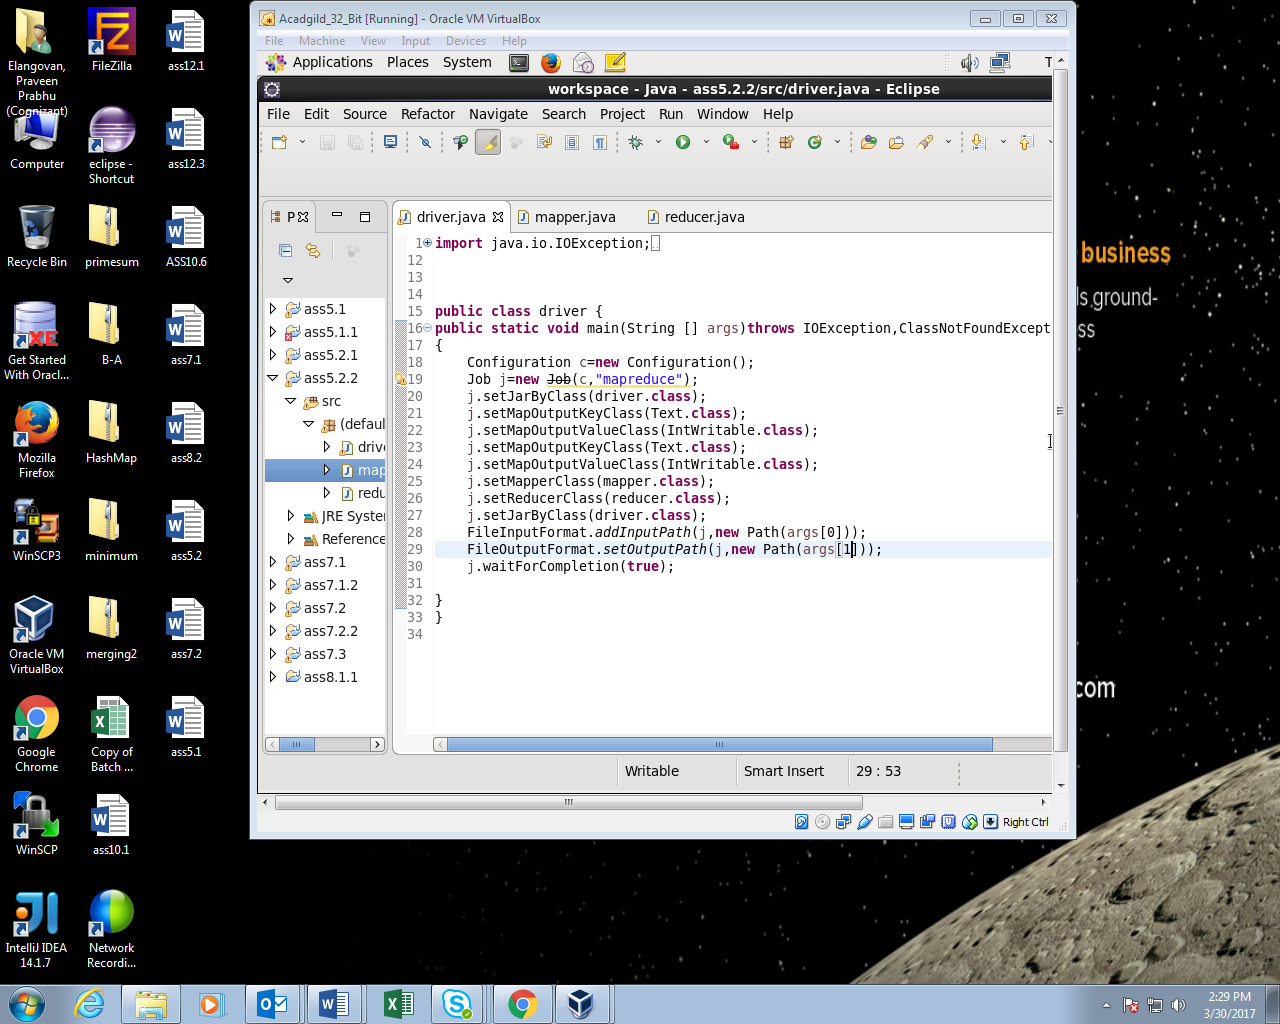 Elangovan,
Praveen
Prabhu
(Cognizant)
FileZilla
ass12.1
Computer
eclipse -
Shortcut
ass12.3
Recycle Bin
primesum
ASS10.6
Get Started
With Oracl...
B-A
ass7.1
Mozilla
Firefox
HashMap
ass8.2
WinSCP3
minimum
ass5.2
Oracle VM
VirtualBox
merging2
ass7.2
Google
Chrome
Copy of
Batch ...
ass5.1
WinSCP
ass10.1
IntelliJ IDEA
14.1.7
Network
Recordi...
Acadgild_32_Bit [Running] - Oracle VM VirtualBox
File Machine View Input Devices Help
Applications Places System
T
workspace - Java - ass5.2.2/src/driver.java - Eclipse
File Edit Source Refactor Navigate Search Project Run Window Help
P
driver.java mapper.java reducer.java
ass5.1
ass5.1.1
ass5.2.1
ass5.2.2
src
(defaul
drive
map
redu
JRE System
Reference
ass7.1
ass7.1.2
ass7.2
ass7.2.2
ass7.3
ass8.1.1
1 import java.io.IOException;
12
13
14
15 public class driver {
16 public static void main(String [] args)throws IOException,ClassNotFoundExcept
17 {
18 Configuration c=new Configuration();
19 Job j=new Job(c,"mapreduce");
20 j.setJarByClass(driver.class);
21 j.setMapOutputKeyClass(Text.class);
22 j.setMapOutputValueClass(IntWritable.class);
23 j.setMapOutputKeyClass(Text.class);
24 j.setMapOutputValueClass(IntWritable.class);
25 j.setMapperClass(mapper.class);
26 j.setReducerClass(reducer.class);
27 j.setJarByClass(driver.class);
28 FileInputFormat.addInputPath(j,new Path(args[0]));
29 FileOutputFormat.setOutputPath(j,new Path(args[1]));
30 j.waitForCompletion(true);
31
32 }
33 }
34
Writable Smart Insert 29 : 53
Right Ctrl
business
ls,ground-
ss
com
2:29 PM
3/30/2017